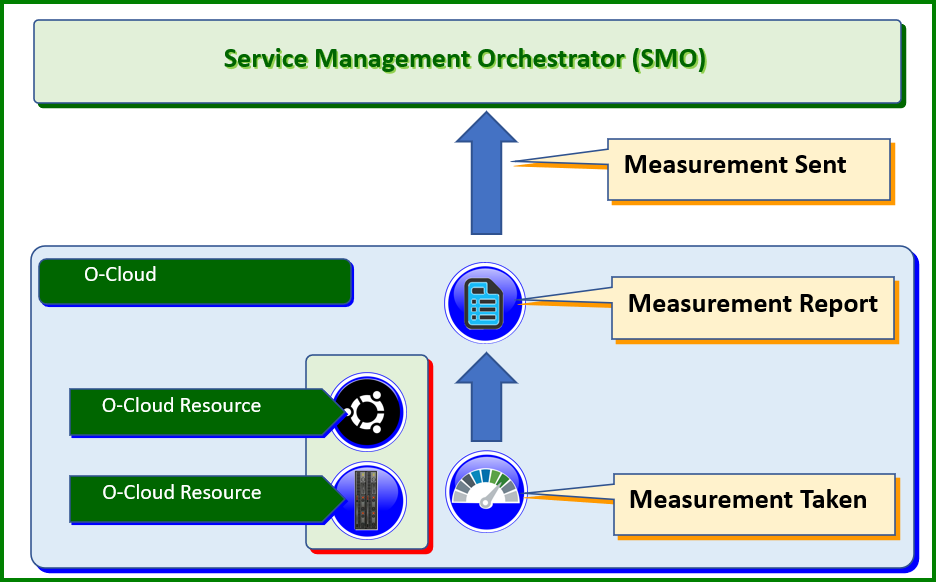 Service Management Orchestrator (SMO)
Measurement Sent
O-Cloud
Measurement Report
O-Cloud Resource
O-Cloud Resource
Measurement Taken